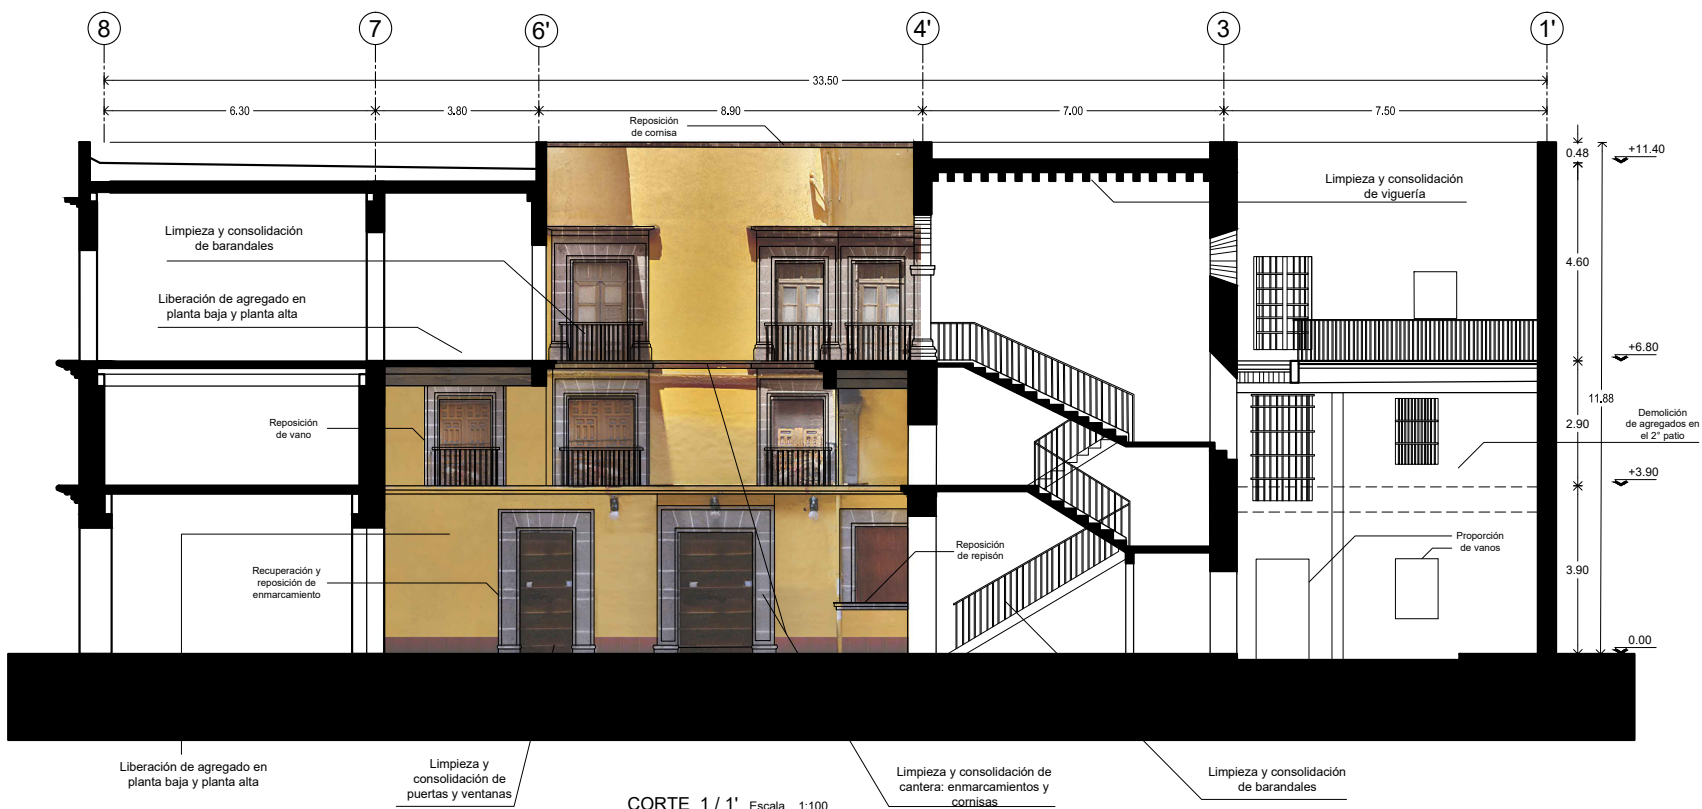 8
7
6'
4'
3
1'
33.50
6.30
3.80
8.90
7.00
7.50
Reposición
de cornisa
0.48
+11.40
Limpieza y consolidación
de viguería
Limpieza y consolidación
de barandales
4.60
Liberación de agregado en
planta baja y planta alta
+6.80
11.88
Reposición
de vano
2.90
Demolición
de agregados en
el 2° patio
+3.90
Reposición
de repisón
Proporción
de vanos
Recuperación y
reposición de
enmarcamiento
3.90
0.00
Liberación de agregado en
planta baja y planta alta
Limpieza y
consolidación de
puertas y ventanas
Limpieza y consolidación de
cantera: enmarcamientos y
cornisas
Limpieza y consolidación
de barandales
CORTE 1 / 1' Escala 1:100